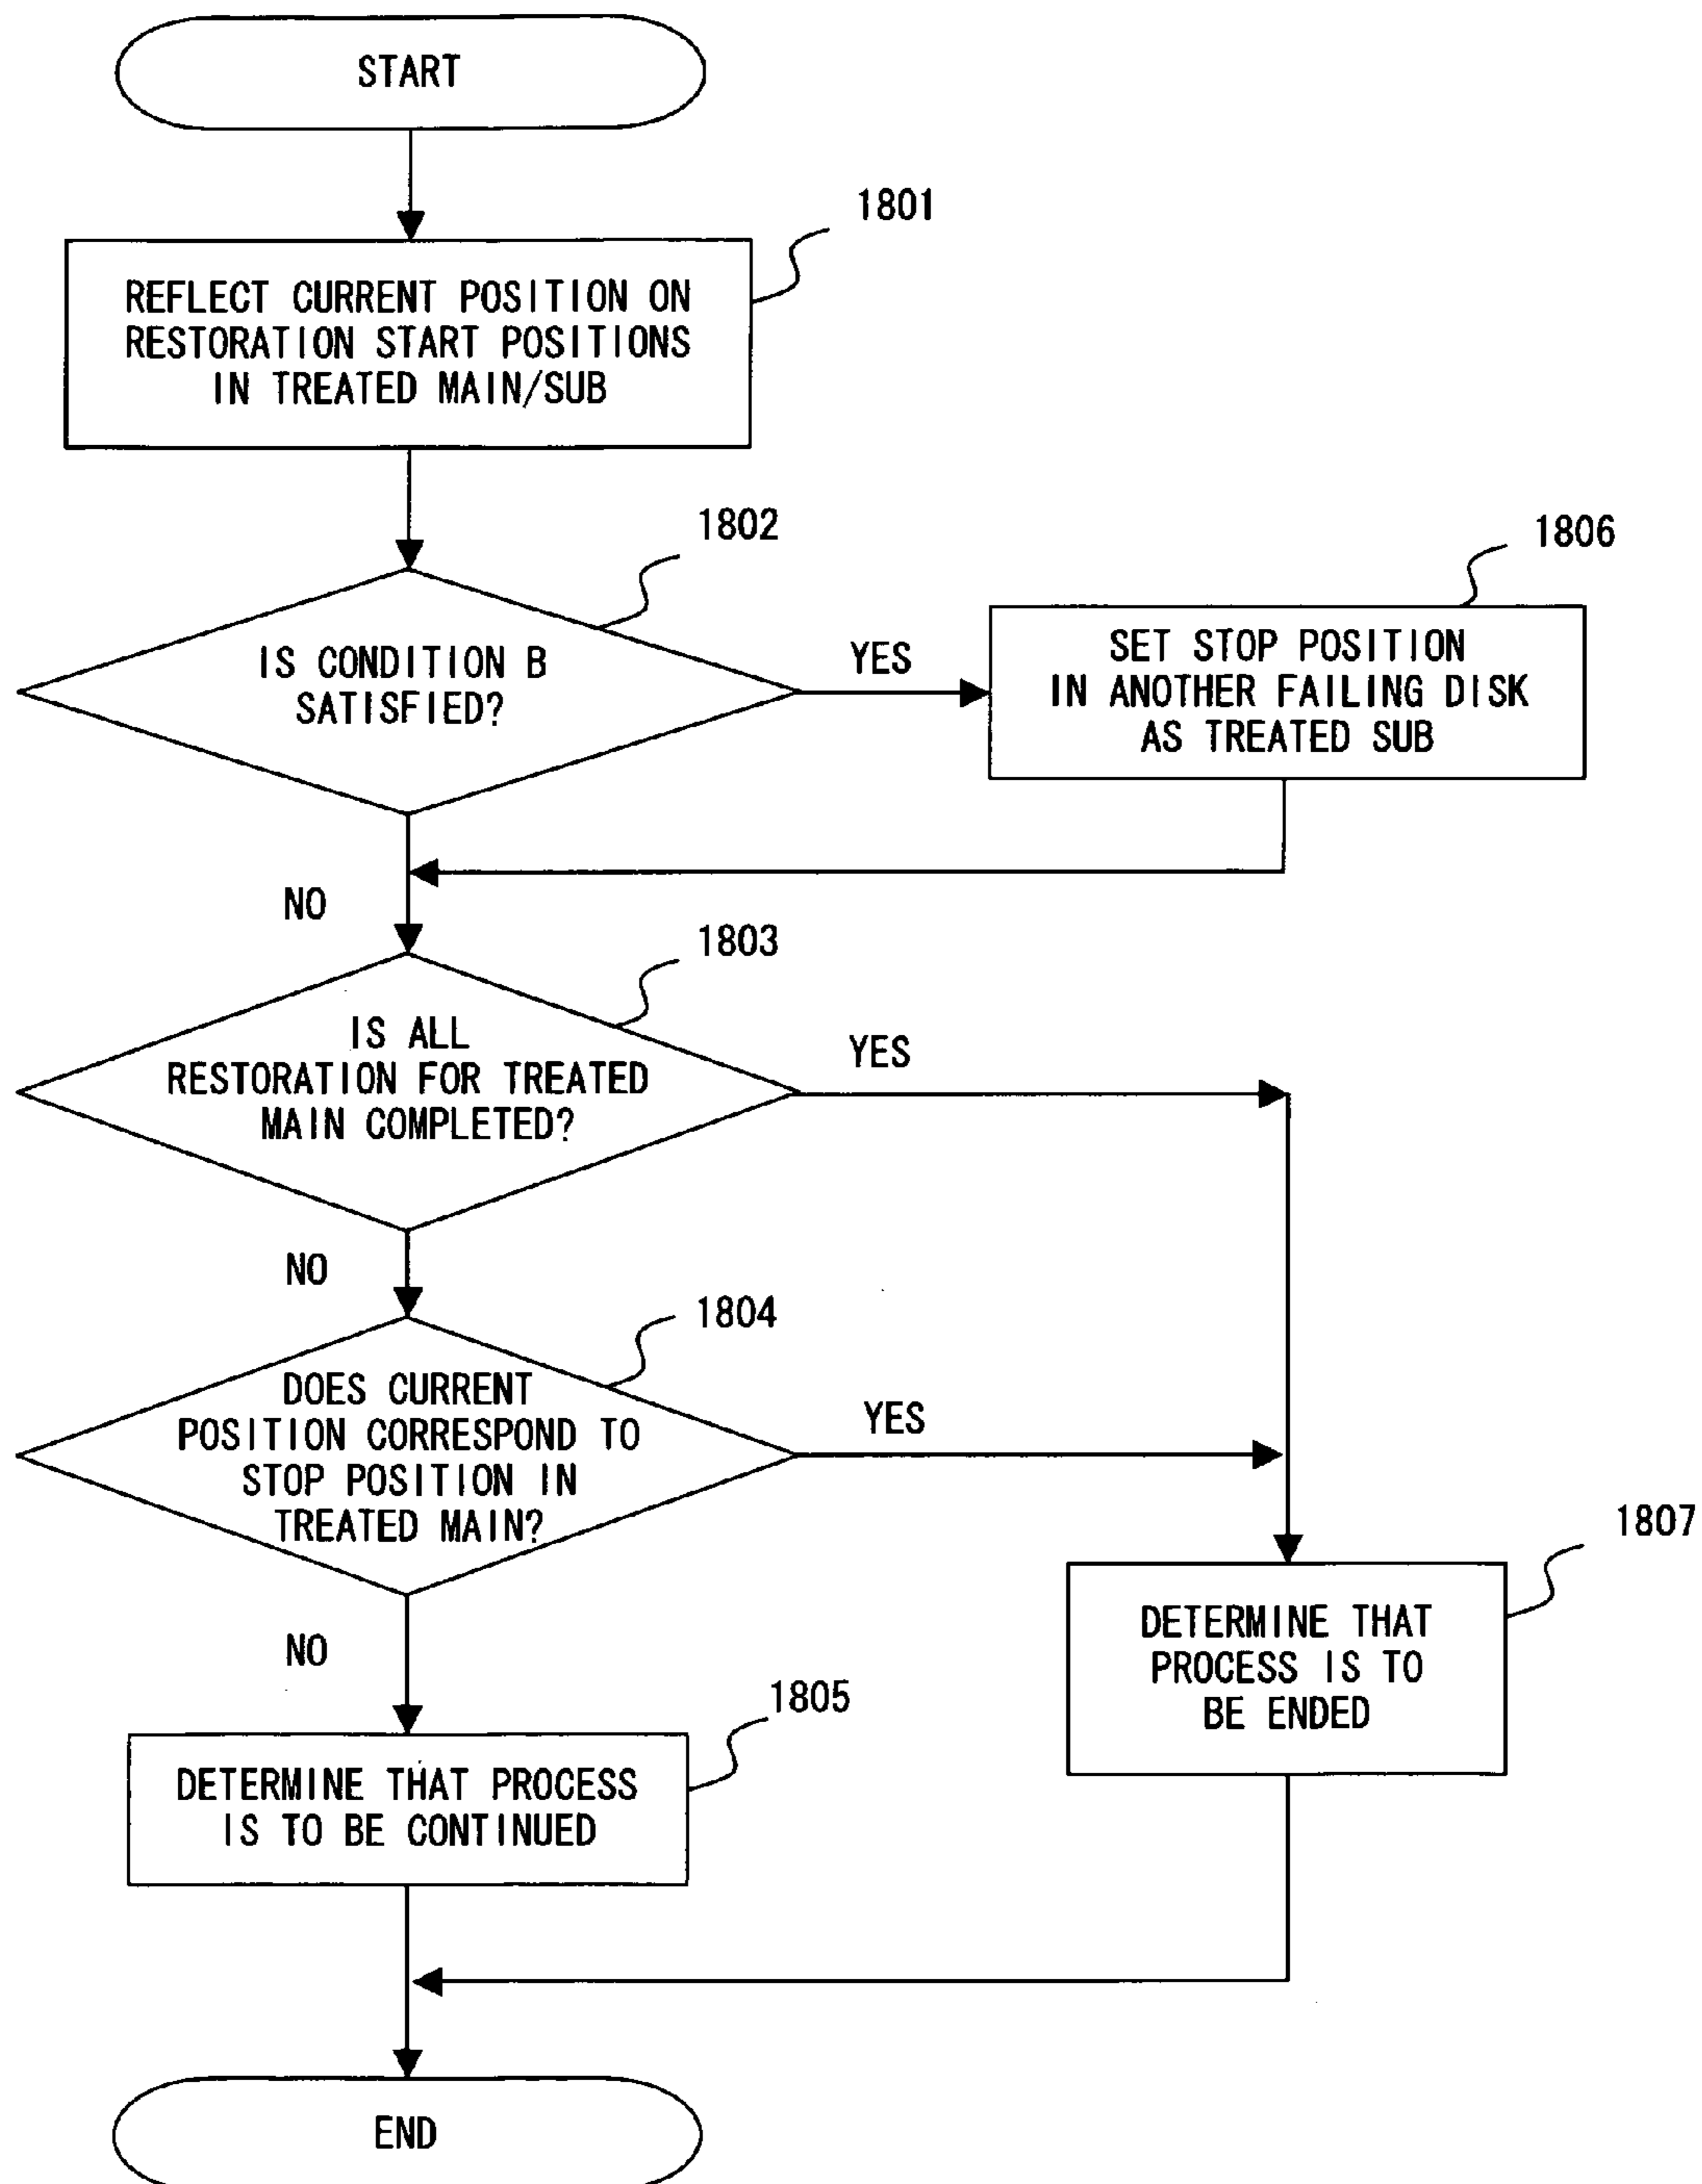 START
1801
REFLECT CURRENT POSITION ON
RESTORATION START POSITIONS
IN TREATED MAIN/SUB
1802
IS CONDITION B
SATISFIED?
YES
1806
SET STOP POSITION
IN ANOTHER FAILING DISK
AS TREATED SUB
NO
1803
IS ALL
RESTORATION FOR TREATED
MAIN COMPLETED?
YES
NO
1804
DOES CURRENT
POSITION CORRESPOND TO
STOP POSITION IN
TREATED MAIN?
YES
1807
DETERMINE THAT
PROCESS IS TO
BE ENDED
NO
1805
DETERMINE THAT PROCESS
IS TO BE CONTINUED
END